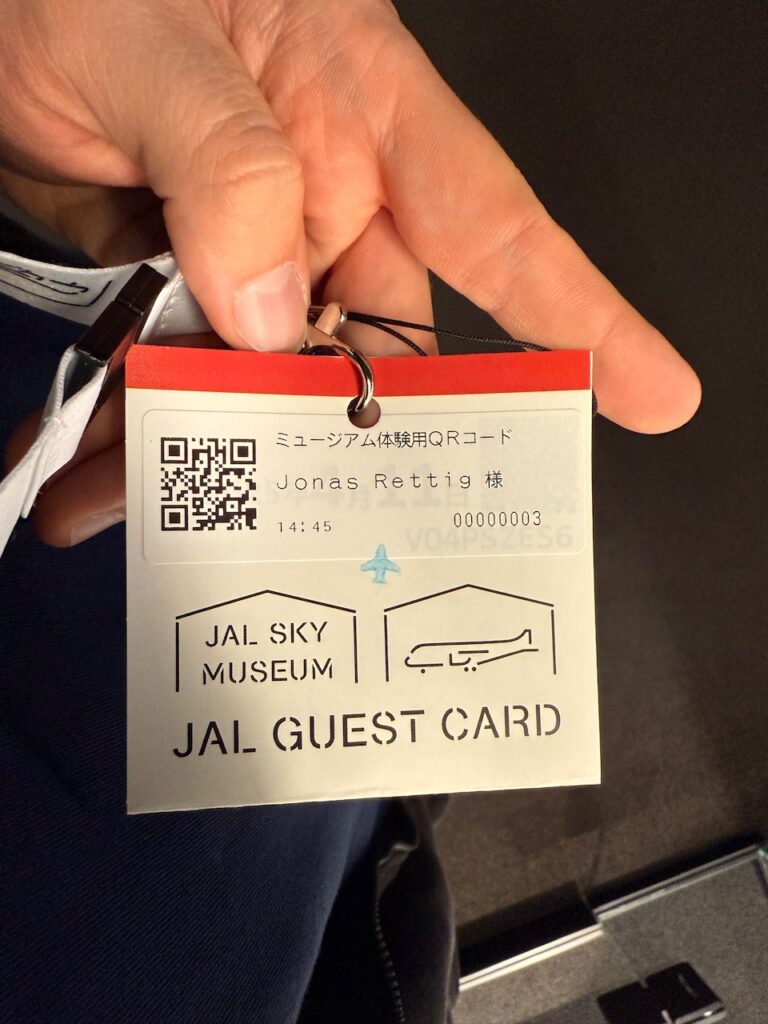 ミュージアム体験用QRコード
Jonas Rettig 様
14:45
00000003
JAL SKY
MUSEUM
JAL GUEST CARD